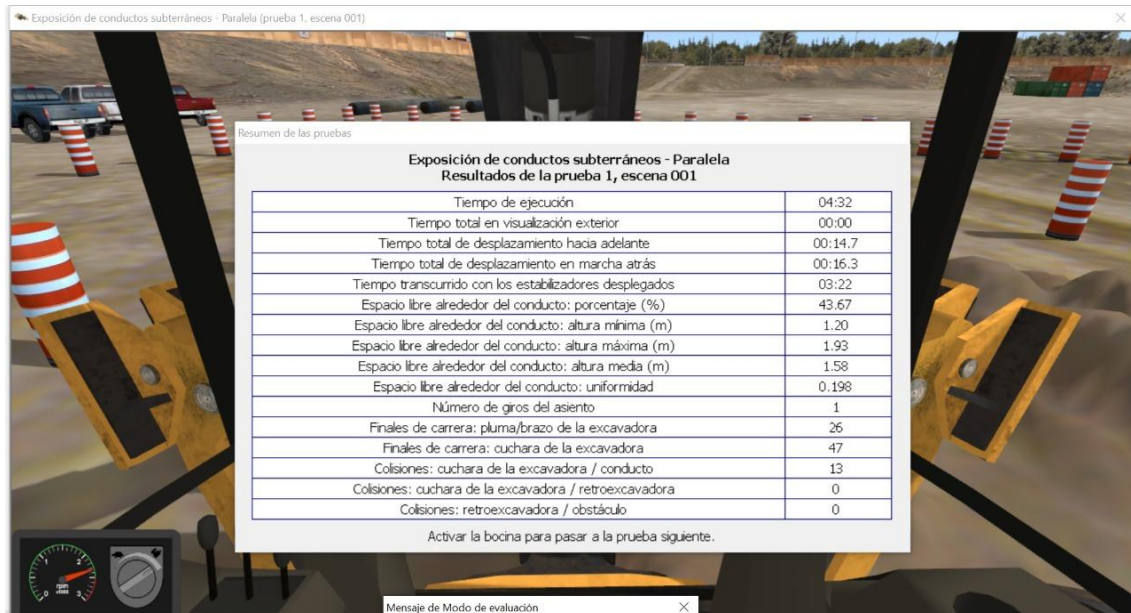 Exposición de conductos subterráneos - Paralela (prueba 1, escena 001)
Resumen de las pruebas
Exposición de conductos subterráneos - Paralela
Resultados de la prueba 1, escena 001
Tiempo de ejecución 04:32
Tiempo total en visualización exterior 00:00
Tiempo total de desplazamiento hacia adelante 00:14.7
Tiempo total de desplazamiento en marcha atrás 00:16.3
Tiempo transcurrido con los estabilizadores desplegados 03:22
Espacio libre alrededor del conducto: porcentaje (%) 43.67
Espacio libre alrededor del conducto: altura mínima (m) 1.20
Espacio libre alrededor del conducto: altura máxima (m) 1.93
Espacio libre alrededor del conducto: altura media (m) 1.58
Espacio libre alrededor del conducto: uniformidad 0.198
Número de giros del asiento 1
Finales de carrera: pluma/brazo de la excavadora 26
Finales de carrera: cuchara de la excavadora 47
Colisiones: cuchara de la excavadora / conducto 13
Colisiones: cuchara de la excavadora / retroexcavadora 0
Colisiones: retroexcavadora / obstáculo 0
Activar la bocina para pasar a la prueba siguiente.
1 2
0 rpm 3
Mensaje de Modo de evaluación